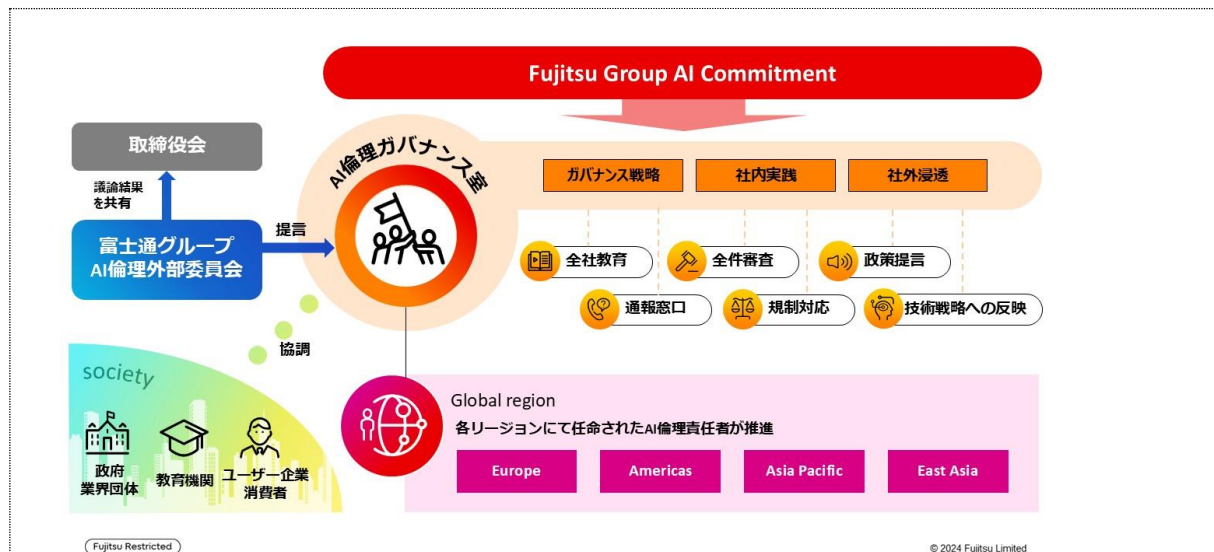 Fujitsu Group AI Commitment
取締役会
議論結果
を共有
富士通グループ
AI倫理外部委員会
提言
AI倫理ガバナンス室
ガバナンス戦略
社内実践
社外浸透
全社教育
全件審査
政策提言
通報窓口
規制対応
技術戦略への反映
協調
society
政府
業界団体
教育機関
ユーザー企業
消費者
Global region
各リージョンにて任命されたAI倫理責任者が推進
Europe
Americas
Asia Pacific
East Asia
Fujitsu Restricted
© 2024 Fujitsu Limited